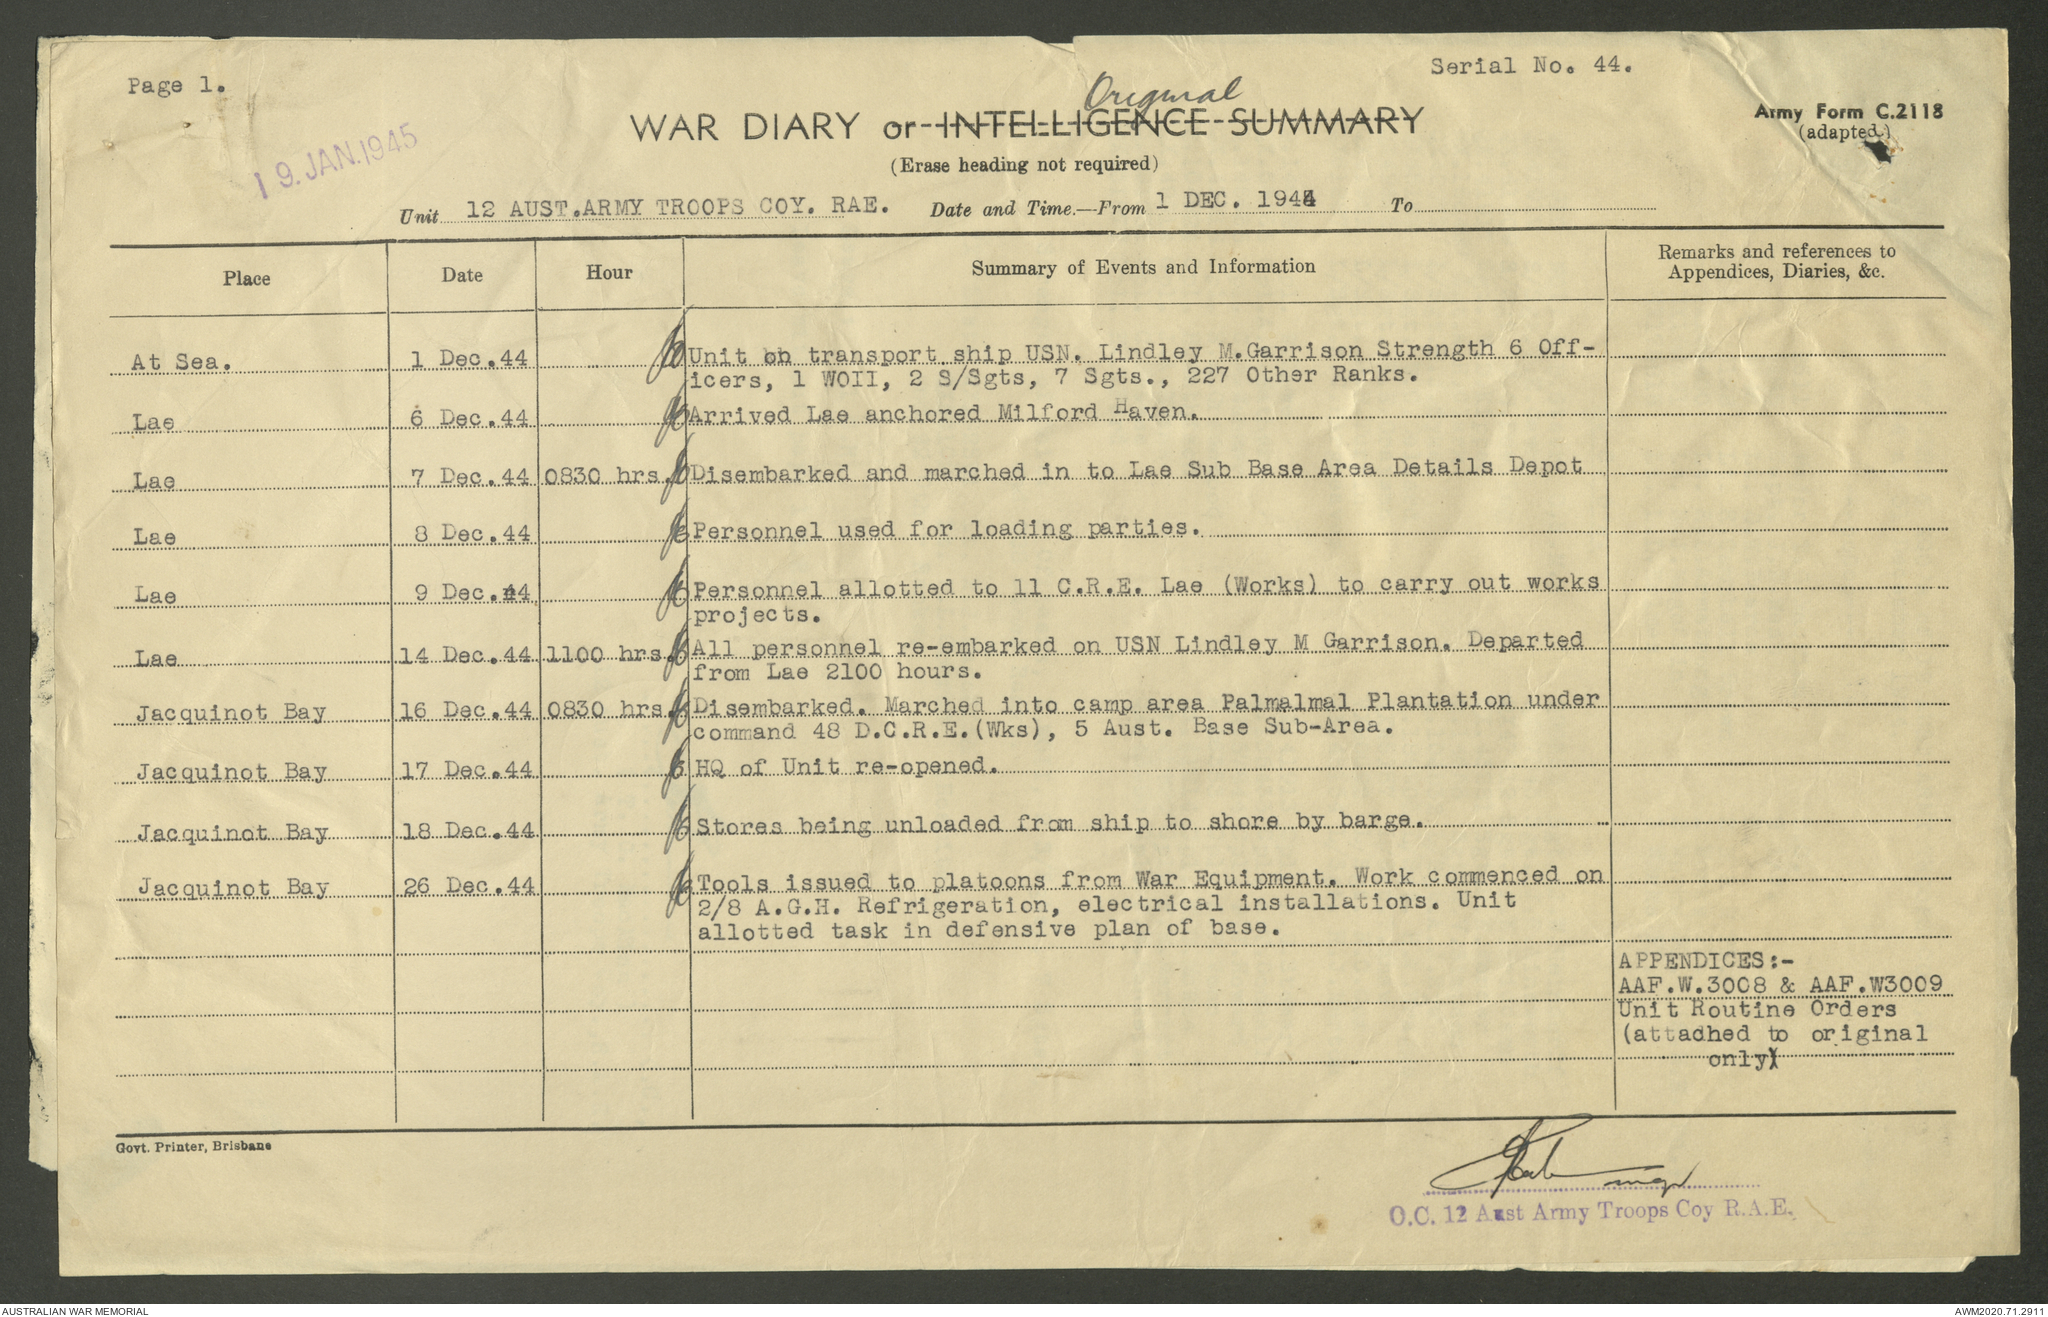 Page 1.
Serial No. 44.
Original
WAR DIARY or INTELLIGENCE SUMMARY
Army Form C.2118
(adapted.)
19. JAN. 1945
(Erase heading not required)
Unit 12 AUST.ARMY TROOPS COY. RAE. Date and Time.—From 1 DEC. 1944 To
Place Date Hour Summary of Events and Information Remarks and references to
Appendices, Diaries, &c.
At Sea. 1 Dec.44 Unit on transport ship USN. Lindley M.Garrison Strength 6 Off-
icers, 1 WOII, 2 S/Sgts, 7 Sgts., 227 Other Ranks.
Lae 6 Dec.44 Arrived Lae anchored Milford Haven.
Lae 7 Dec.44 0830 hrs. Disembarked and marched in to Lae Sub Base Area Details Depot
Lae 8 Dec.44 Personnel used for loading parties.
Lae 9 Dec.44 Personnel allotted to 11 C.R.E. Lae (Works) to carry out works
projects.
Lae 14 Dec.44 1100 hrs. All personnel re-embarked on USN Lindley M Garrison. Departed
from Lae 2100 hours.
Jacquinot Bay 16 Dec.44 0830 hrs. Disembarked. Marched into camp area Palmalmal Plantation under
command 48 D.C.R.E.(Wks), 5 Aust. Base Sub-Area.
Jacquinot Bay 17 Dec.44 HQ of Unit re-opened.
Jacquinot Bay 18 Dec.44 Stores being unloaded from ship to shore by barge.
Jacquinot Bay 26 Dec.44 Tools issued to platoons from War Equipment. Work commenced on
2/8 A.G.H. Refrigeration, electrical installations. Unit
allotted task in defensive plan of base.
APPENDICES:-
AAF.W.3008 & AAF.W3009
Unit Routine Orders
(attadhed to original
only)
Govt. Printer, Brisbane
O.C. 12 Aust Army Troops Coy R.A.E.
AUSTRALIAN WAR MEMORIAL
AWM2020.71.2911